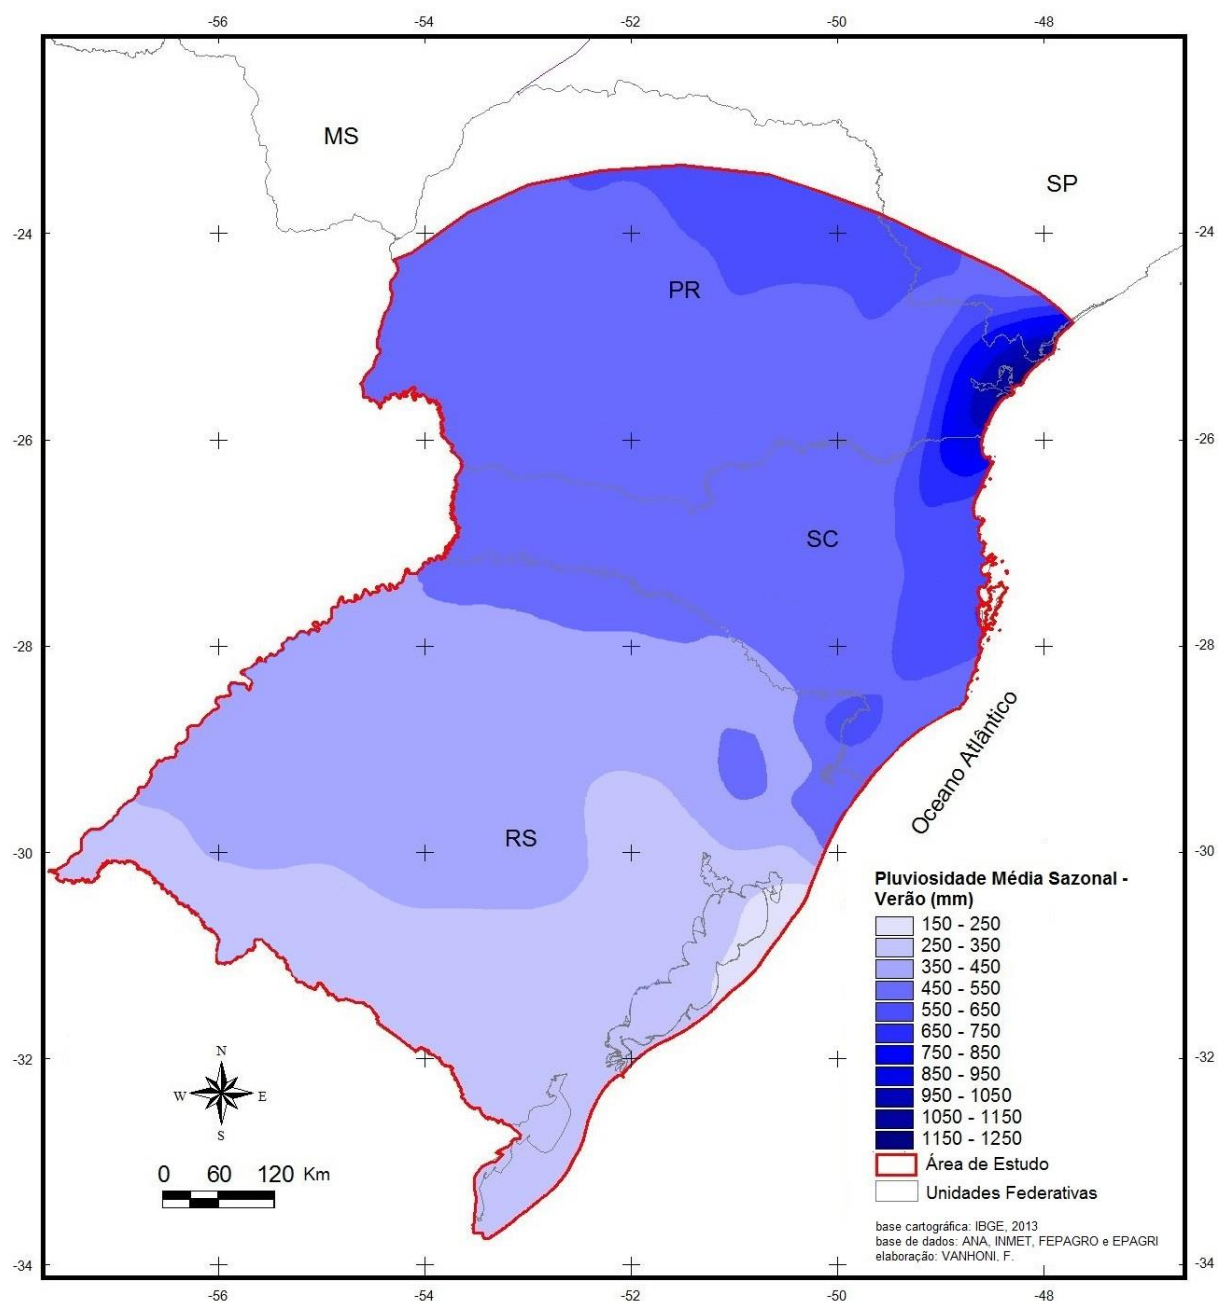 -56 -54 -52 -50 -48
MS
SP
-24 -24
PR
-26 -26
SC
-28 -28
Oceano Atlântico
RS
-30 -30
Pluviosidade Média Sazonal -
Verão (mm)
150 - 250
250 - 350
350 - 450
450 - 550
550 - 650
650 - 750
750 - 850
850 - 950
950 - 1050
1050 - 1150
1150 - 1250
Área de Estudo
Unidades Federativas
-32 -32
N
W E
S
0 60 120 Km
base cartográfica: IBGE, 2013
base de dados: ANA, INMET, FEPAGRO e EPAGRI
elaboração: VANHONI, F.
-34 -34
-56 -54 -52 -50 -48